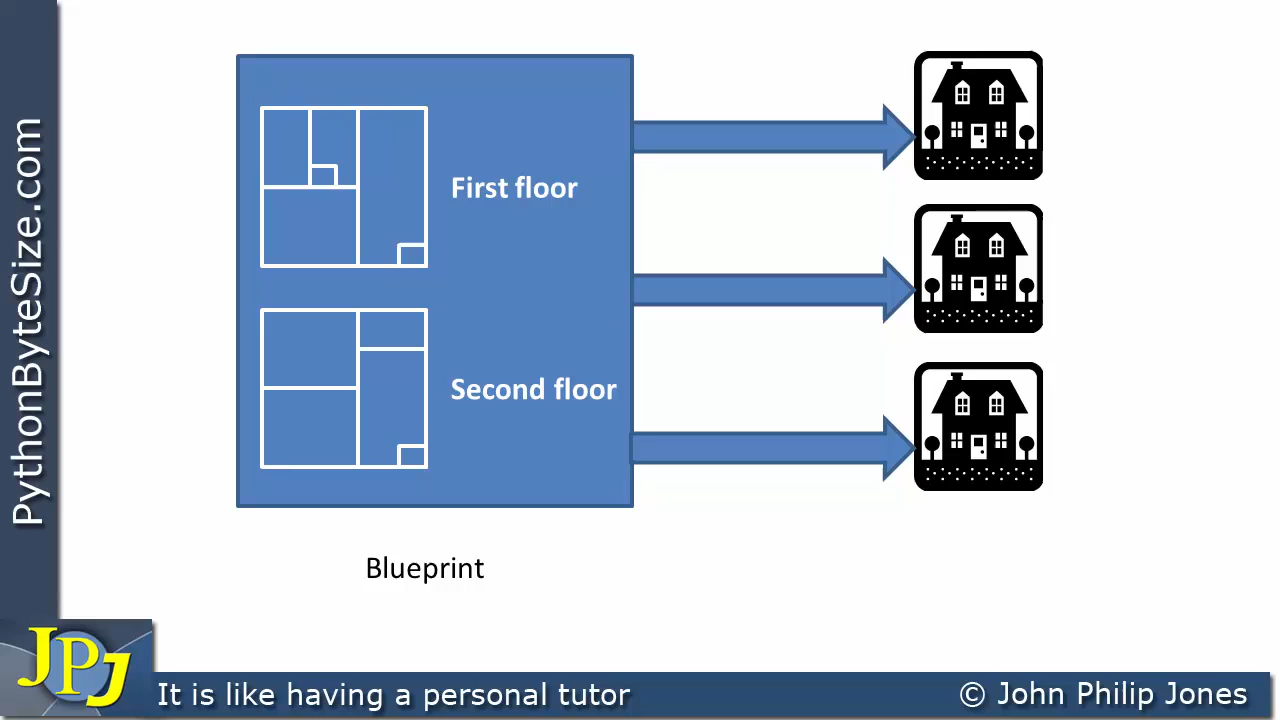 PythonByteSize.com
First floor
Second floor
Blueprint
JPJ
It is like having a personal tutor
© John Philip Jones